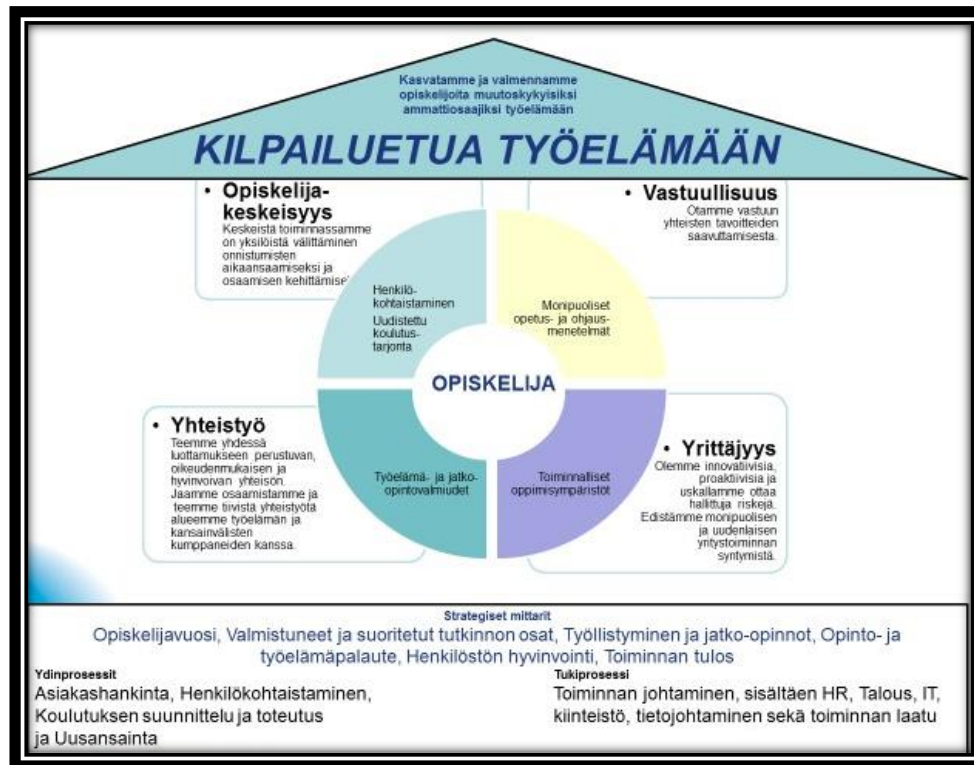 Kasvatamme ja valmennamme
opiskelijoita muutoskykyisiksi
ammattiosaajiksi työelämään
KILPAILUETUA TYÖELÄMÄÄN
• Opiskelija-
keskeisyys
Keskeistä toiminnassamme
on yksilöistä välittäminen
onnistumisten
aikaansaamiseksi ja
osaamisen kehittämise
• Vastuullisuus
Otamme vastuun
yhteisten tavoitteiden
saavuttamisesta.
Henkilö-
kohtaistaminen
Uudistettu
koulutus-
tarjonta
Monipuoliset
opetus- ja ohjaus-
menetelmät
OPISKELIJA
• Yhteistyö
Teemme yhdessä
luottamukseen perustuvan,
oikeudenmukaisen ja
hyvinvoivan yhteisön.
Jaamme osaamistamme ja
teemme tiivistä yhteistyötä
alueemme työelämän ja
kansainvälisten
kumppaneiden kanssa.
Työelämä- ja jatko-
opintovalmiudet
Toiminnalliset
oppimisympäristöt
• Yrittäjyys
Olemme innovatiivisia,
proaktiivisia ja
uskallamme ottaa
hallittuja riskejä.
Edistämme monipuolisen
ja uudenlaisen
yritystoiminnan
syntymistä.
Strategiset mittarit
Opiskelijavuosi, Valmistuneet ja suoritetut tutkinnon osat, Työllistyminen ja jatko-opinnot, Opinto- ja
työelämäpalaute, Henkilöstön hyvinvointi, Toiminnan tulos
Ydinprosessit
Asiakashankinta, Henkilökohtaistaminen,
Koulutuksen suunnittelu ja toteutus
ja Uusansainta
Tukiprosessi
Toiminnan johtaminen, sisältäen HR, Talous, IT,
kiinteistö, tietojohtaminen sekä toiminnan laatu